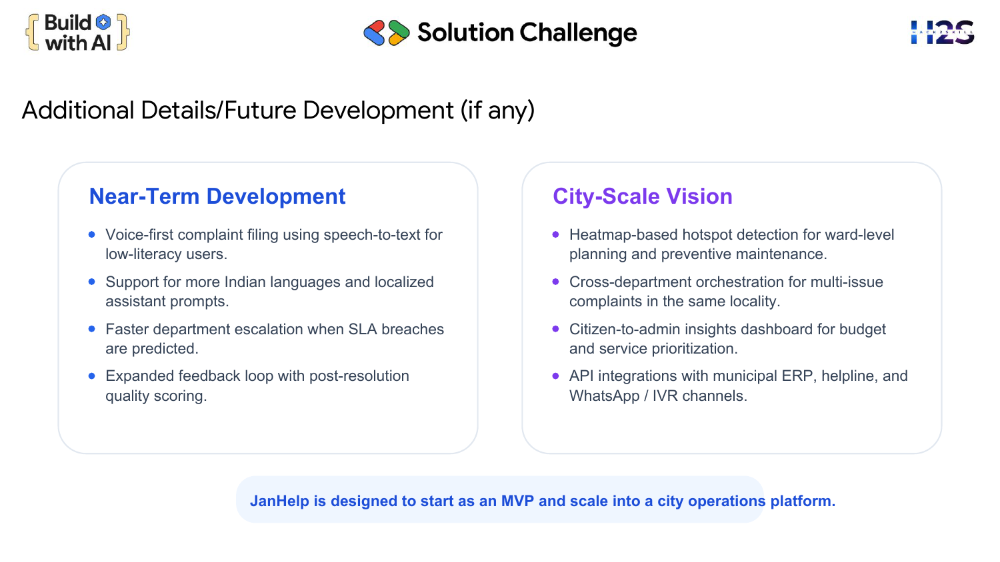 Build
with AI
Solution Challenge
H2S
HACK2SKILL
Additional Details/Future Development (if any)
Near-Term Development
Voice-first complaint filing using speech-to-text for
low-literacy users.
Support for more Indian languages and localized
assistant prompts.
Faster department escalation when SLA breaches
are predicted.
Expanded feedback loop with post-resolution
quality scoring.
City-Scale Vision
Heatmap-based hotspot detection for ward-level
planning and preventive maintenance.
Cross-department orchestration for multi-issue
complaints in the same locality.
Citizen-to-admin insights dashboard for budget
and service prioritization.
API integrations with municipal ERP, helpline, and
WhatsApp / IVR channels.
JanHelp is designed to start as an MVP and scale into a city operations platform.